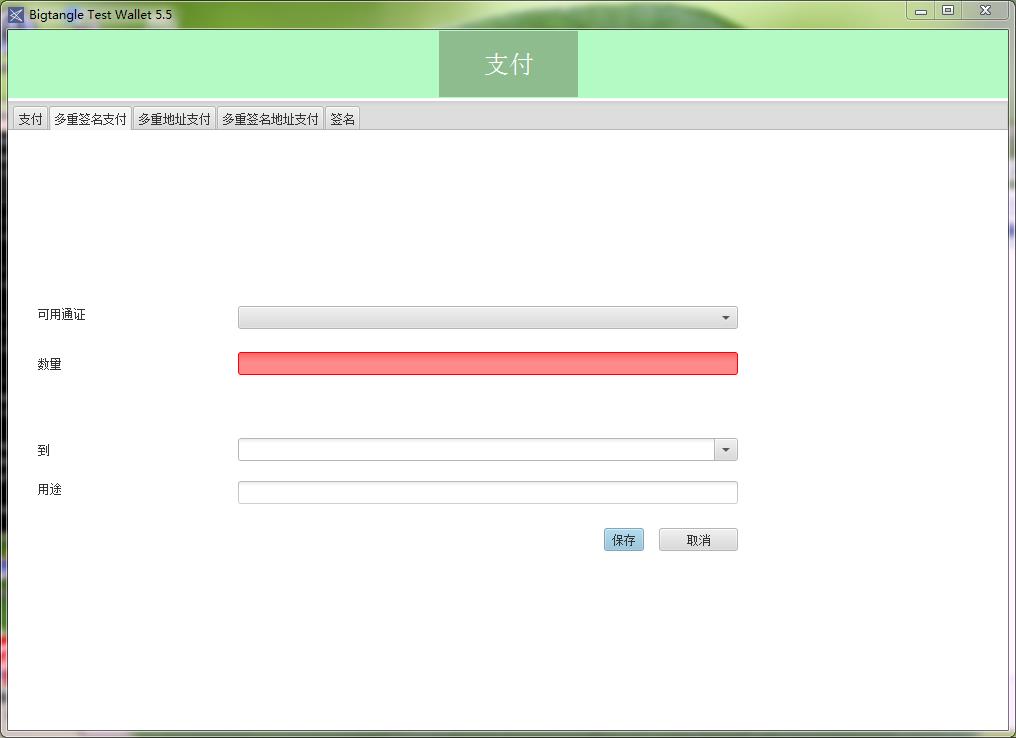 Bigtangle Test Wallet 5.5
支付
支付 多重签名支付 多重地址支付 多重签名地址支付 签名
可用通证
数量
到
用途
保存 取消